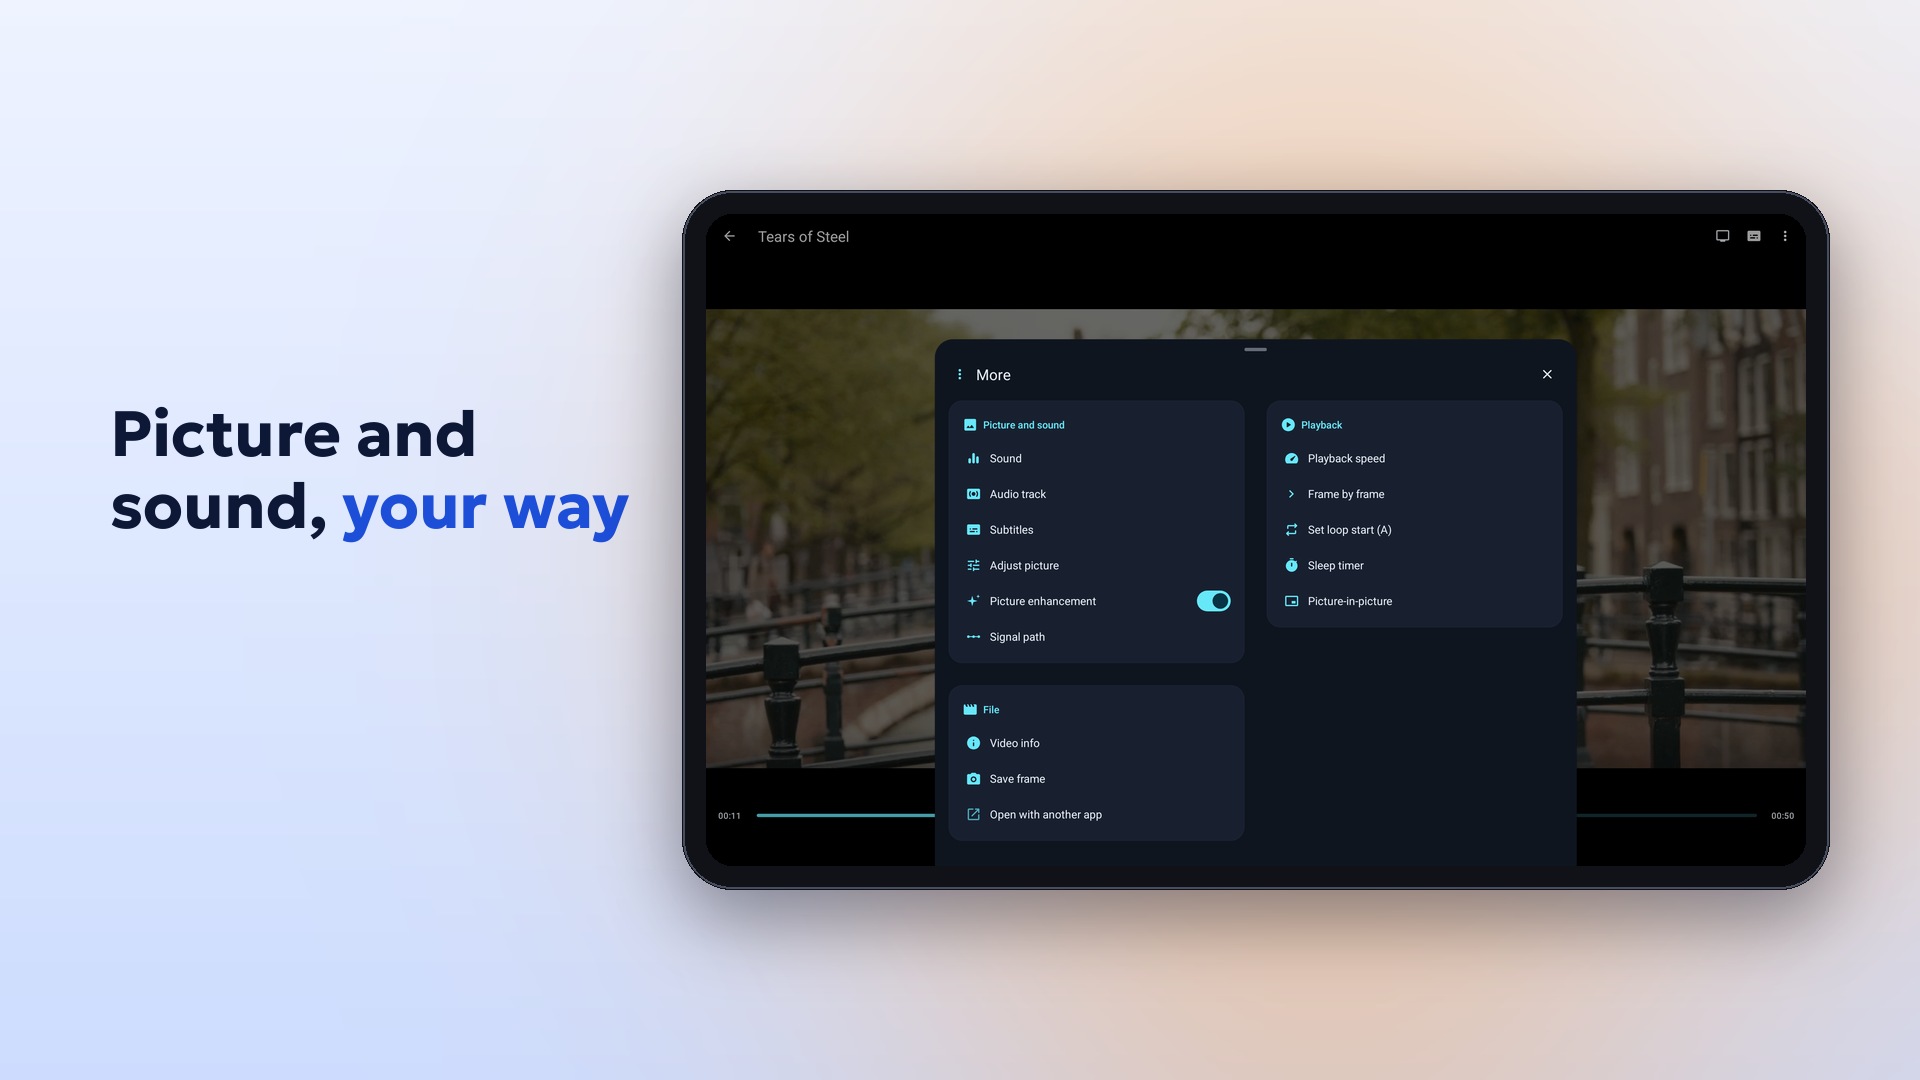 Picture and
sound, your way
Tears of Steel
More
Picture and sound
Sound
Audio track
Subtitles
Adjust picture
Picture enhancement
Signal path
Playback
Playback speed
Frame by frame
Set loop start (A)
Sleep timer
Picture-in-picture
File
Video info
Save frame
Open with another app
00:11
00:50